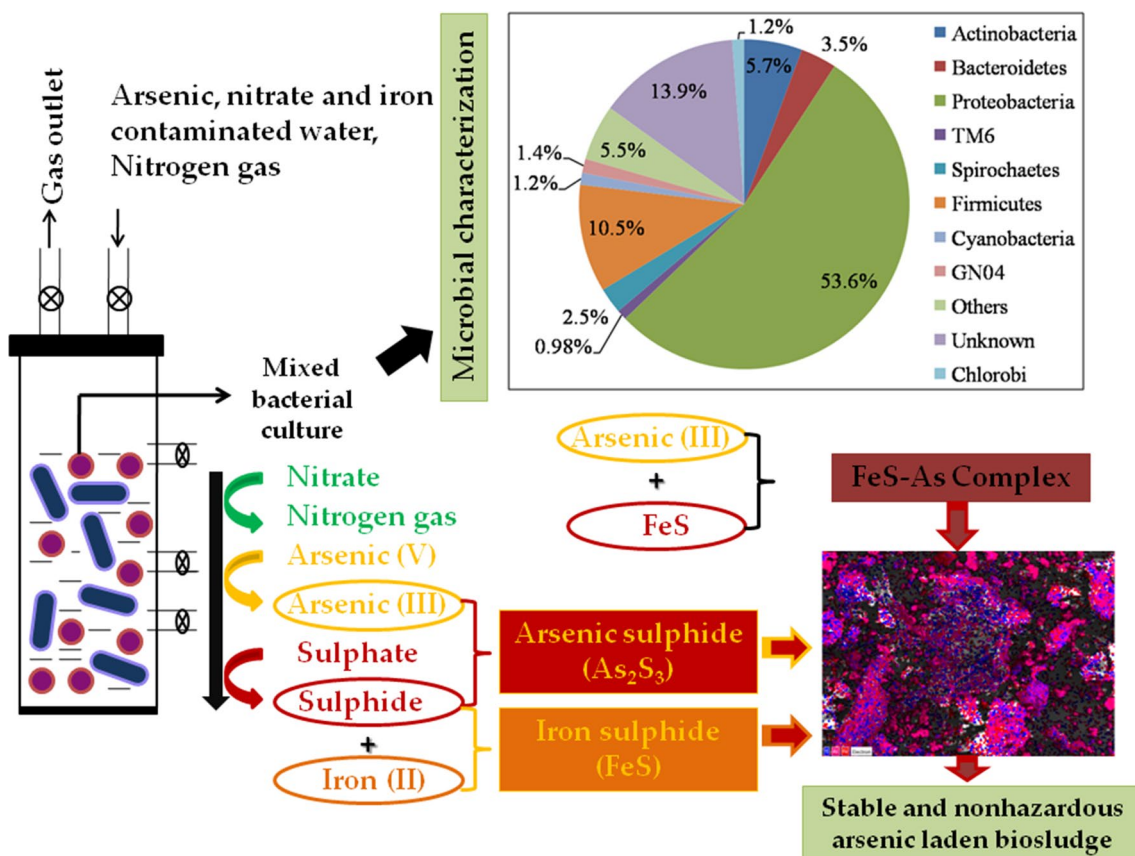 Gas outlet
Arsenic, nitrate and iron
contaminated water,
Nitrogen gas
Microbial characterization
1.2%
5.7%
3.5%
13.9%
5.5%
1.4%
1.2%
10.5%
53.6%
2.5%
0.98%
Actinobacteria
Bacteroidetes
Proteobacteria
TM6
Spirochaetes
Firmicutes
Cyanobacteria
GN04
Others
Unknown
Chlorobi
Mixed
bacterial
culture
Nitrate
Nitrogen gas
Arsenic (V)
Arsenic (III)
Sulphate
Sulphide
+
Iron (II)
Arsenic (III)
+
FeS
FeS-As Complex
Arsenic sulphide
(As₂S₃)
Iron sulphide
(FeS)
Stable and nonhazardous
arsenic laden biosludge